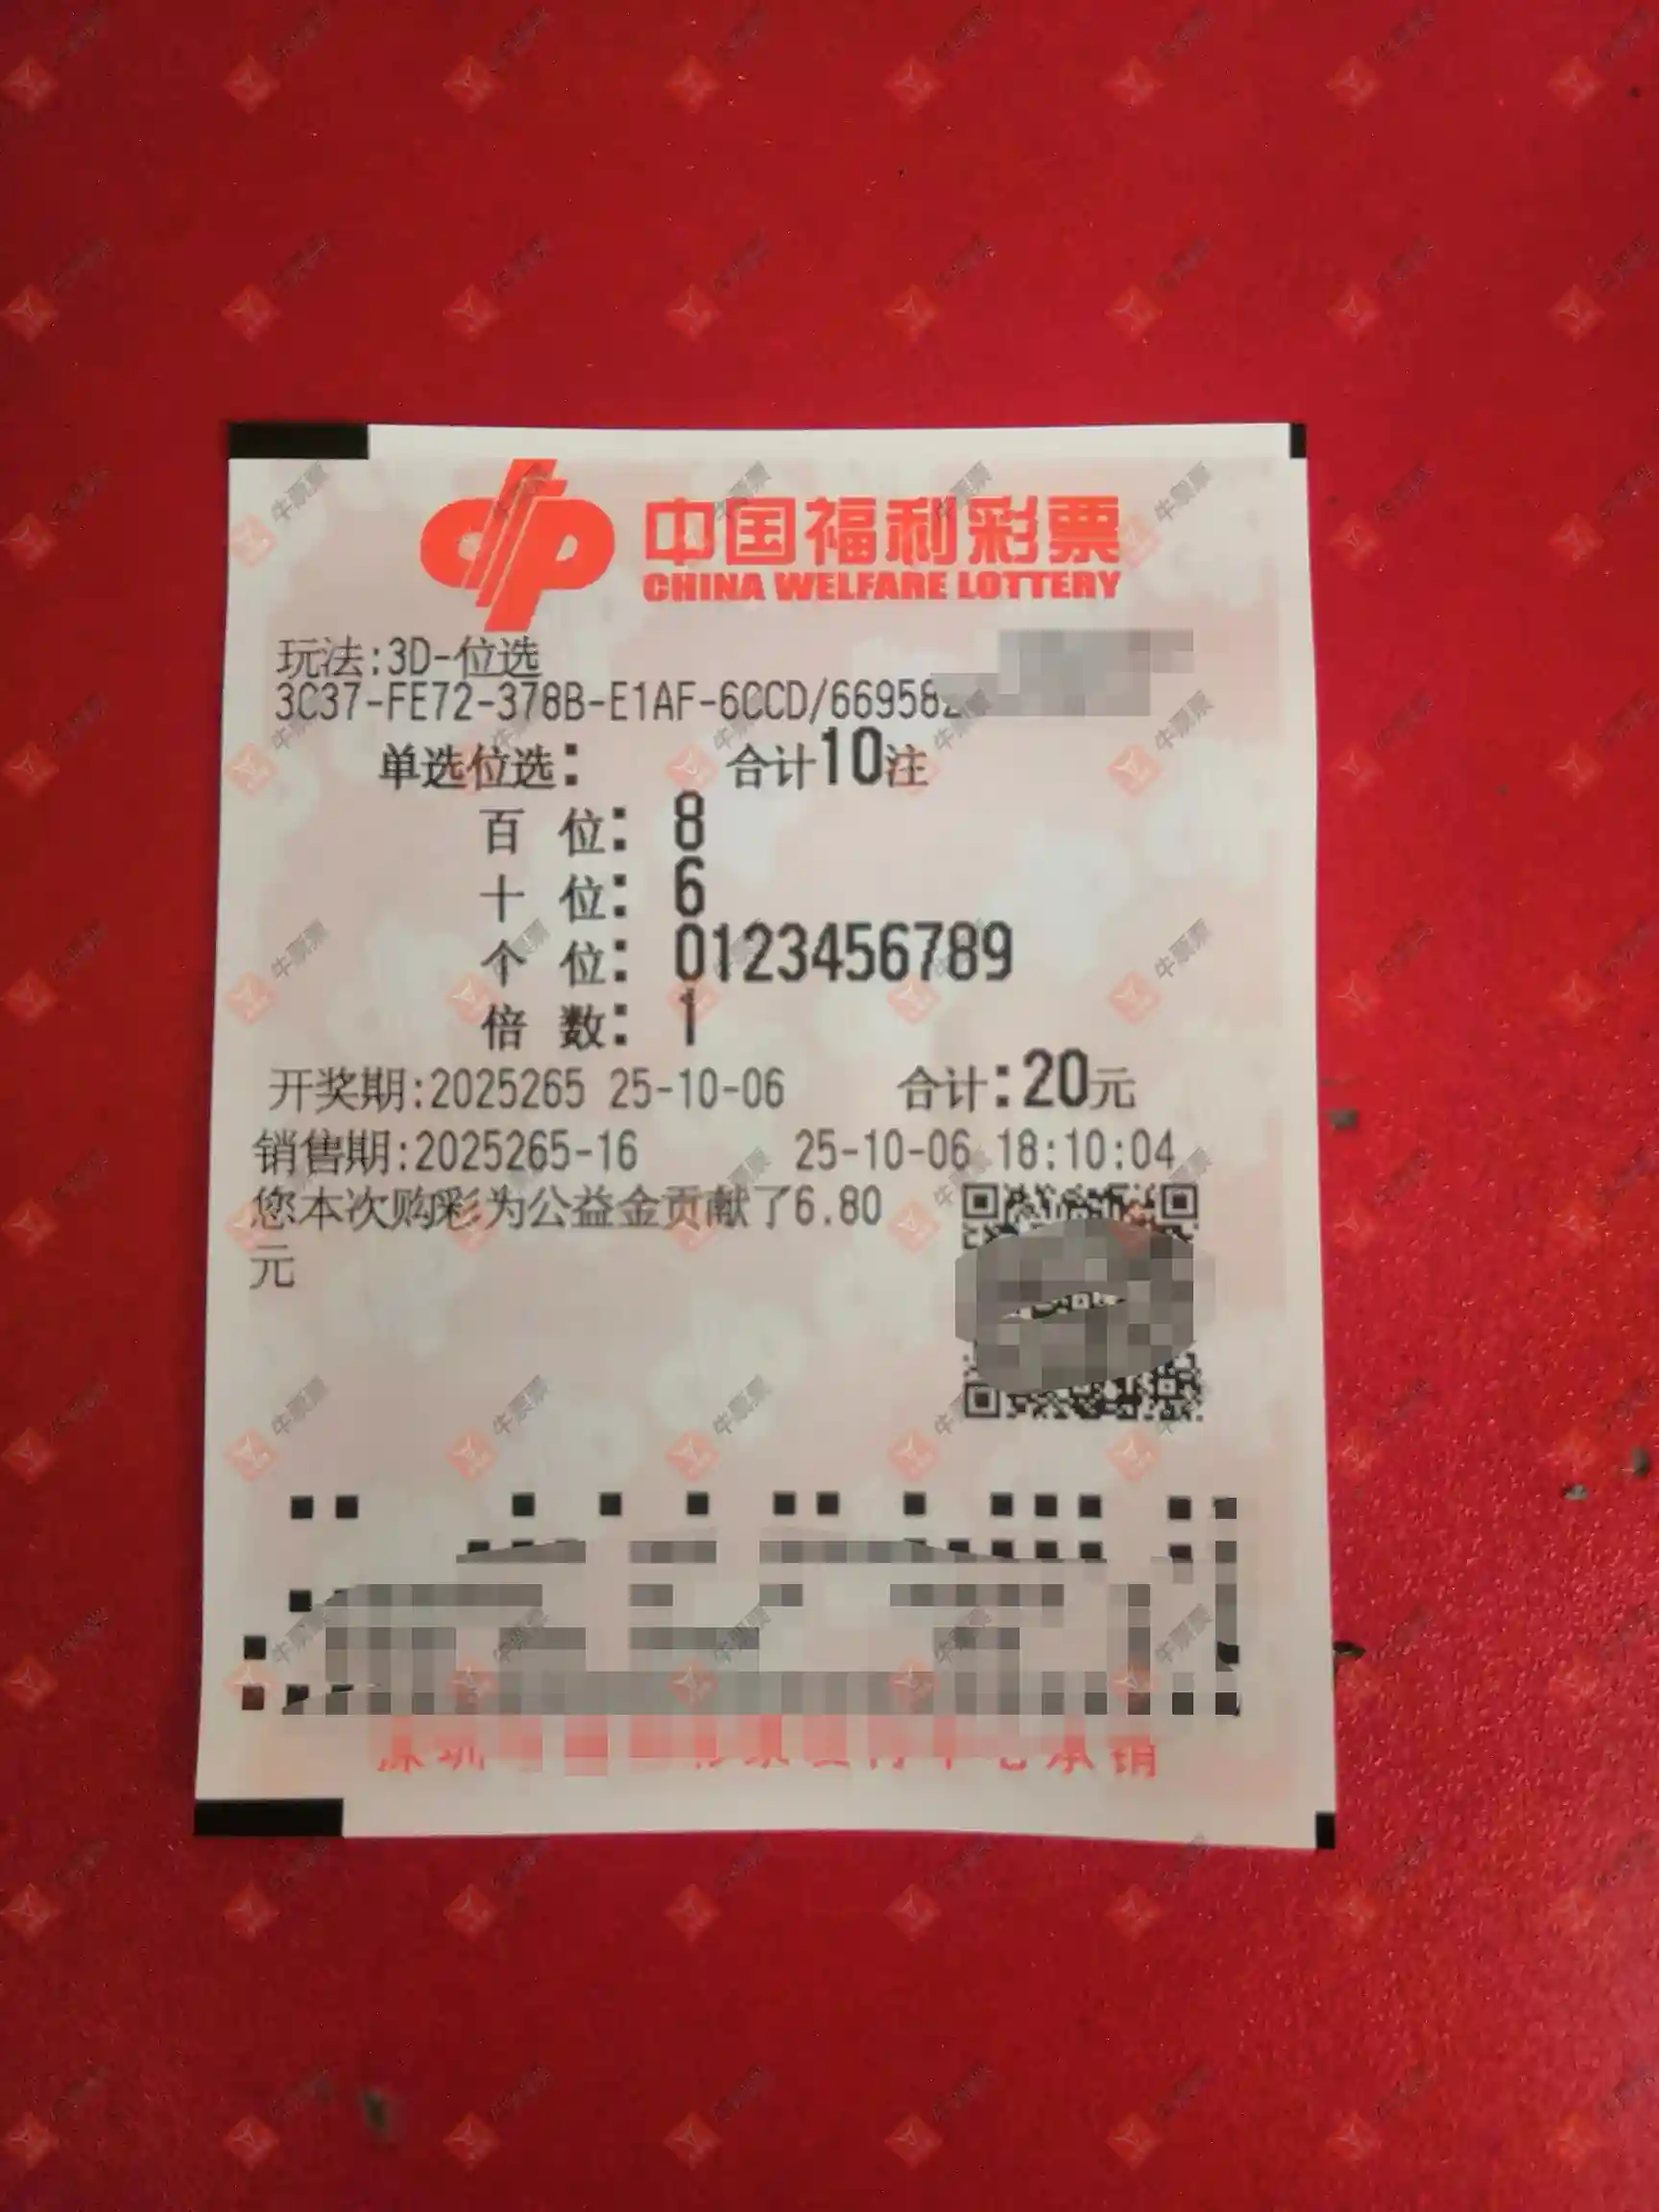 中国福利彩票
CHINA WELFARE LOTTERY
玩法:3D-位选
3C37-FE72-378B-E1AF-6CCD/669582
单选位选: 合计10注
百 位: 8
十 位: 6
个 位: 0123456789
倍 数: 1
开奖期:2025265 25-10-06 合计:20元
销售期:2025265-16 25-10-06 18:10:04
您本次购彩为公益金贡献了6.80
元
牛票票